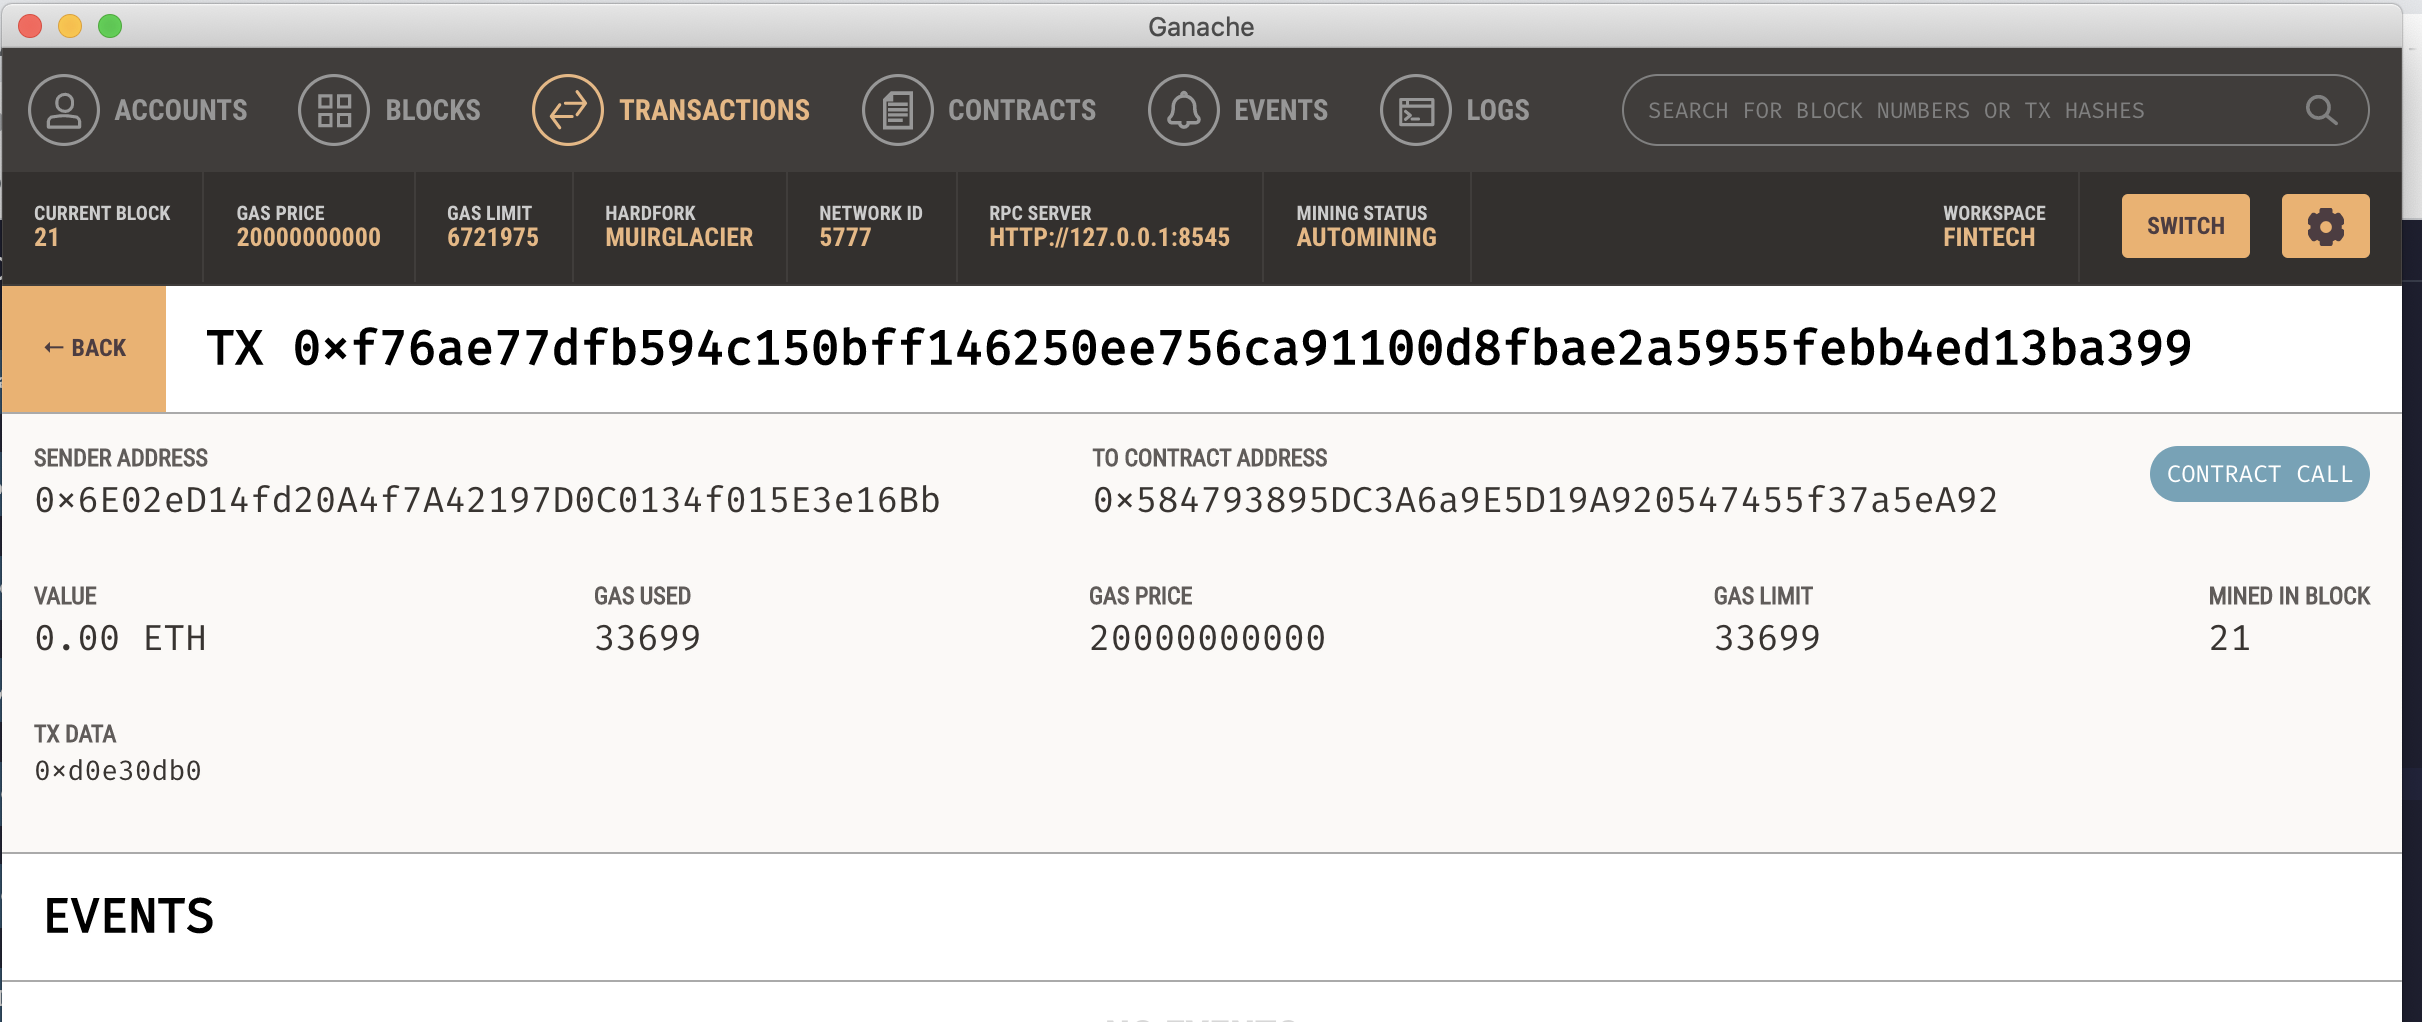 Ganache
ACCOUNTS BLOCKS TRANSACTIONS CONTRACTS EVENTS LOGS SEARCH FOR BLOCK NUMBERS OR TX HASHES
CURRENT BLOCK GAS PRICE GAS LIMIT HARDFORK NETWORK ID RPC SERVER MINING STATUS WORKSPACE
21 20000000000 6721975 MUIRGLACIER 5777 HTTP://127.0.0.1:8545 AUTOMINING FINTECH SWITCH
← BACK TX 0×f76ae77dfb594c150bff146250ee756ca91100d8fbae2a5955febb4ed13ba399
SENDER ADDRESS TO CONTRACT ADDRESS
0×6E02eD14fd20A4f7A42197D0C0134f015E3e16Bb 0×584793895DC3A6a9E5D19A920547455f37a5eA92 CONTRACT CALL
VALUE GAS USED GAS PRICE GAS LIMIT MINED IN BLOCK
0.00 ETH 33699 20000000000 33699 21
TX DATA
0×d0e30db0
EVENTS